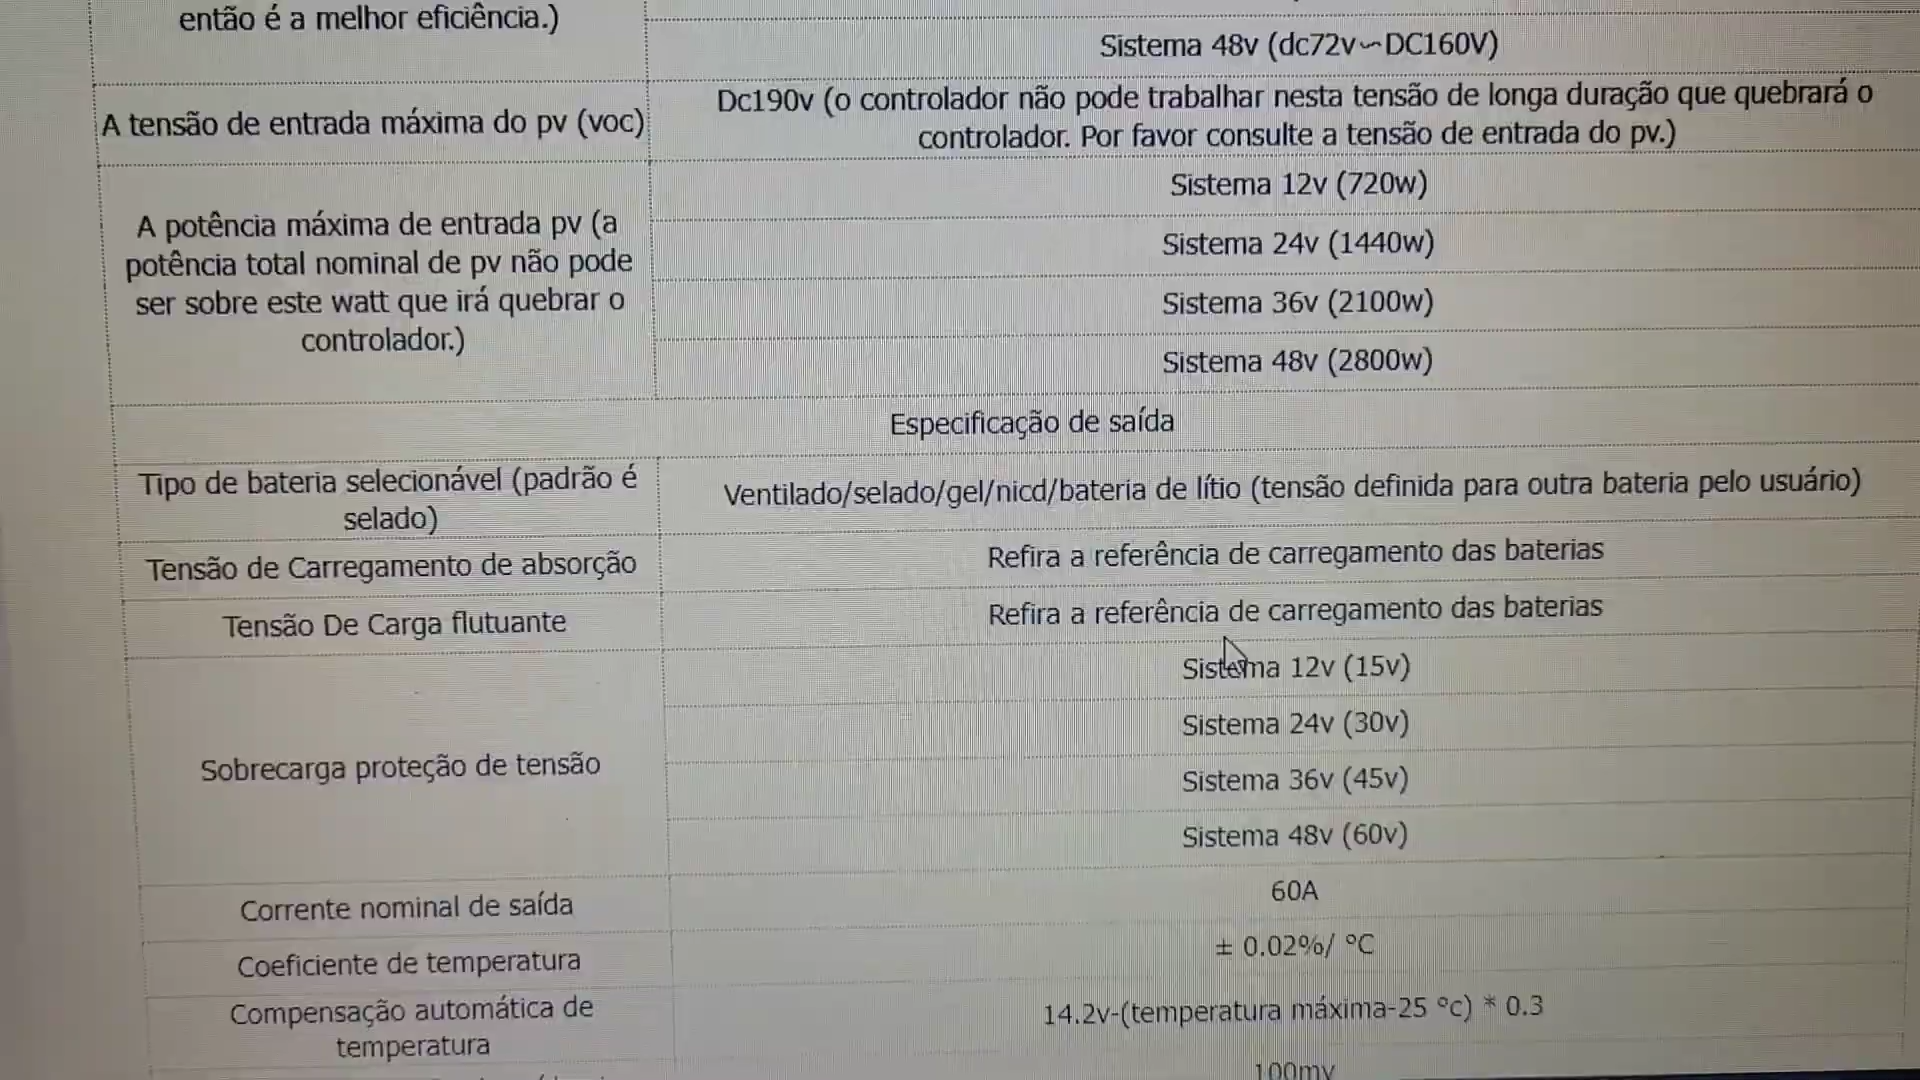 então é a melhor eficiência.)
Sistema 48v (dc72v~DC160V)
A tensão de entrada máxima do pv (voc)
Dc190v (o controlador não pode trabalhar nesta tensão de longa duração que quebrará o
controlador. Por favor consulte a tensão de entrada do pv.)
A potência máxima de entrada pv (a
potência total nominal de pv não pode
ser sobre este watt que irá quebrar o
controlador.)
Sistema 12v (720w)
Sistema 24v (1440w)
Sistema 36v (2100w)
Sistema 48v (2800w)
Especificação de saída
Tipo de bateria selecionável (padrão é
selado)
Ventilado/selado/gel/nicd/bateria de lítio (tensão definida para outra bateria pelo usuário)
Tensão de Carregamento de absorção
Refira a referência de carregamento das baterias
Tensão De Carga flutuante
Refira a referência de carregamento das baterias
Sobrecarga proteção de tensão
Sistema 12v (15v)
Sistema 24v (30v)
Sistema 36v (45v)
Sistema 48v (60v)
Corrente nominal de saída
60A
Coeficiente de temperatura
± 0.02%/ ºC
Compensação automática de
temperatura
14.2v-(temperatura máxima-25 ºc) * 0.3
100mv